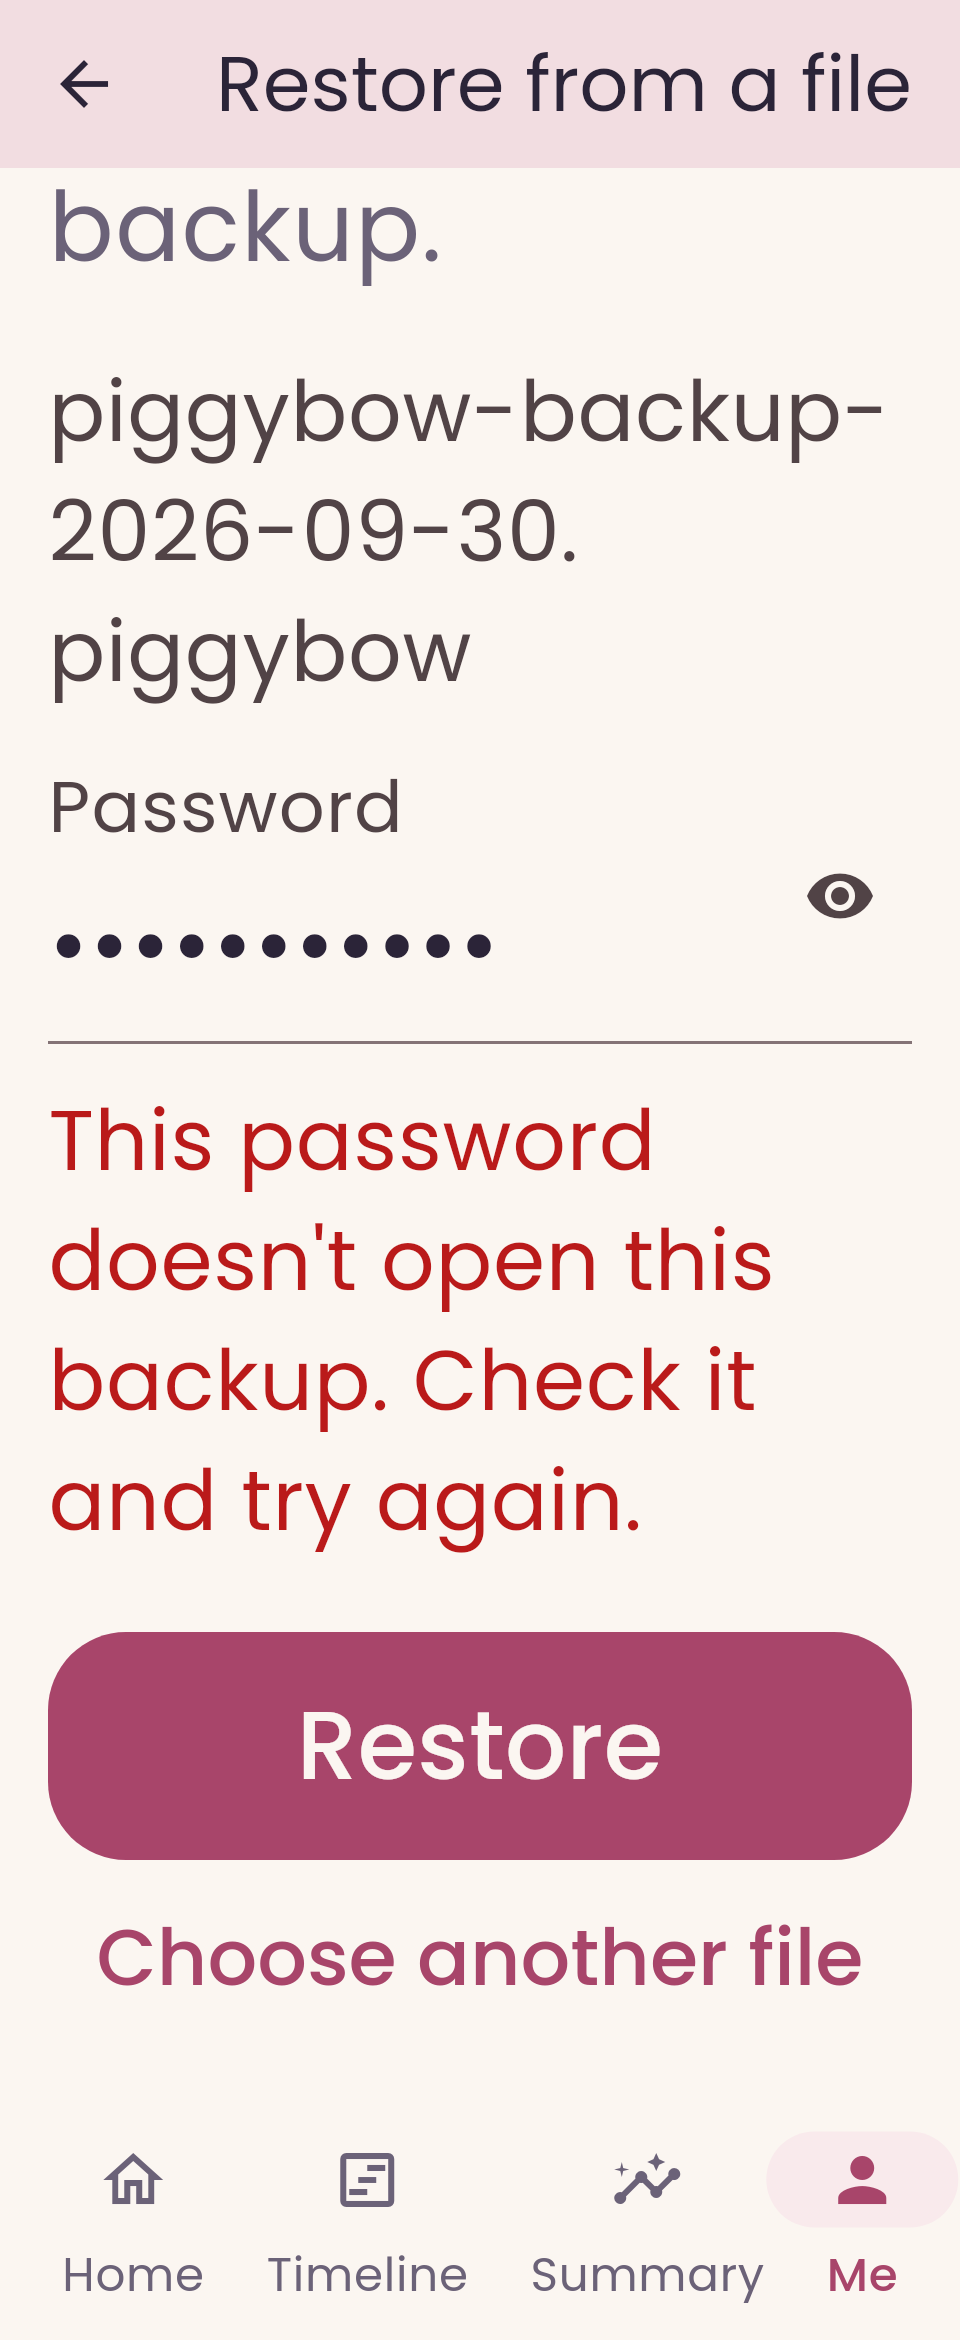 Restore from a file
backup.
piggybow-backup-
2026-09-30.
piggybow
Password
•••••••••••
This password
doesn't open this
backup. Check it
and try again.
Restore
Choose another file
Home Timeline Summary Me